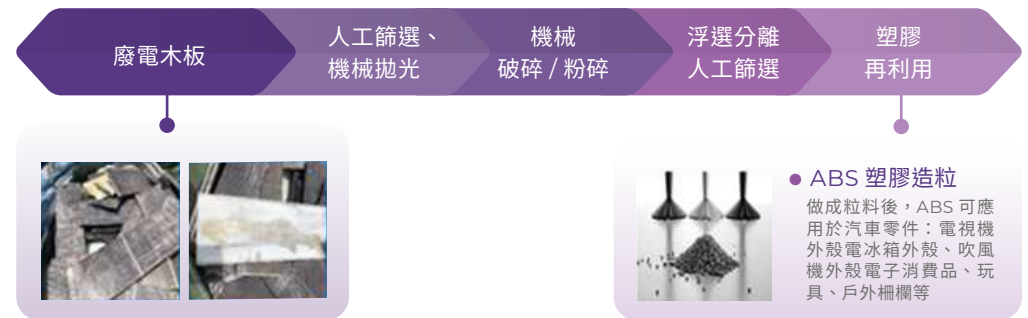 廢電木板
人工篩選、
機械拋光
機械
破碎 / 粉碎
浮選分離
人工篩選
塑膠
再利用
● ABS 塑膠造粒
做成粒料後，ABS 可應
用於汽車零件：電視機
外殼電冰箱外殼、吹風
機外殼電子消費品、玩
具、戶外柵欄等